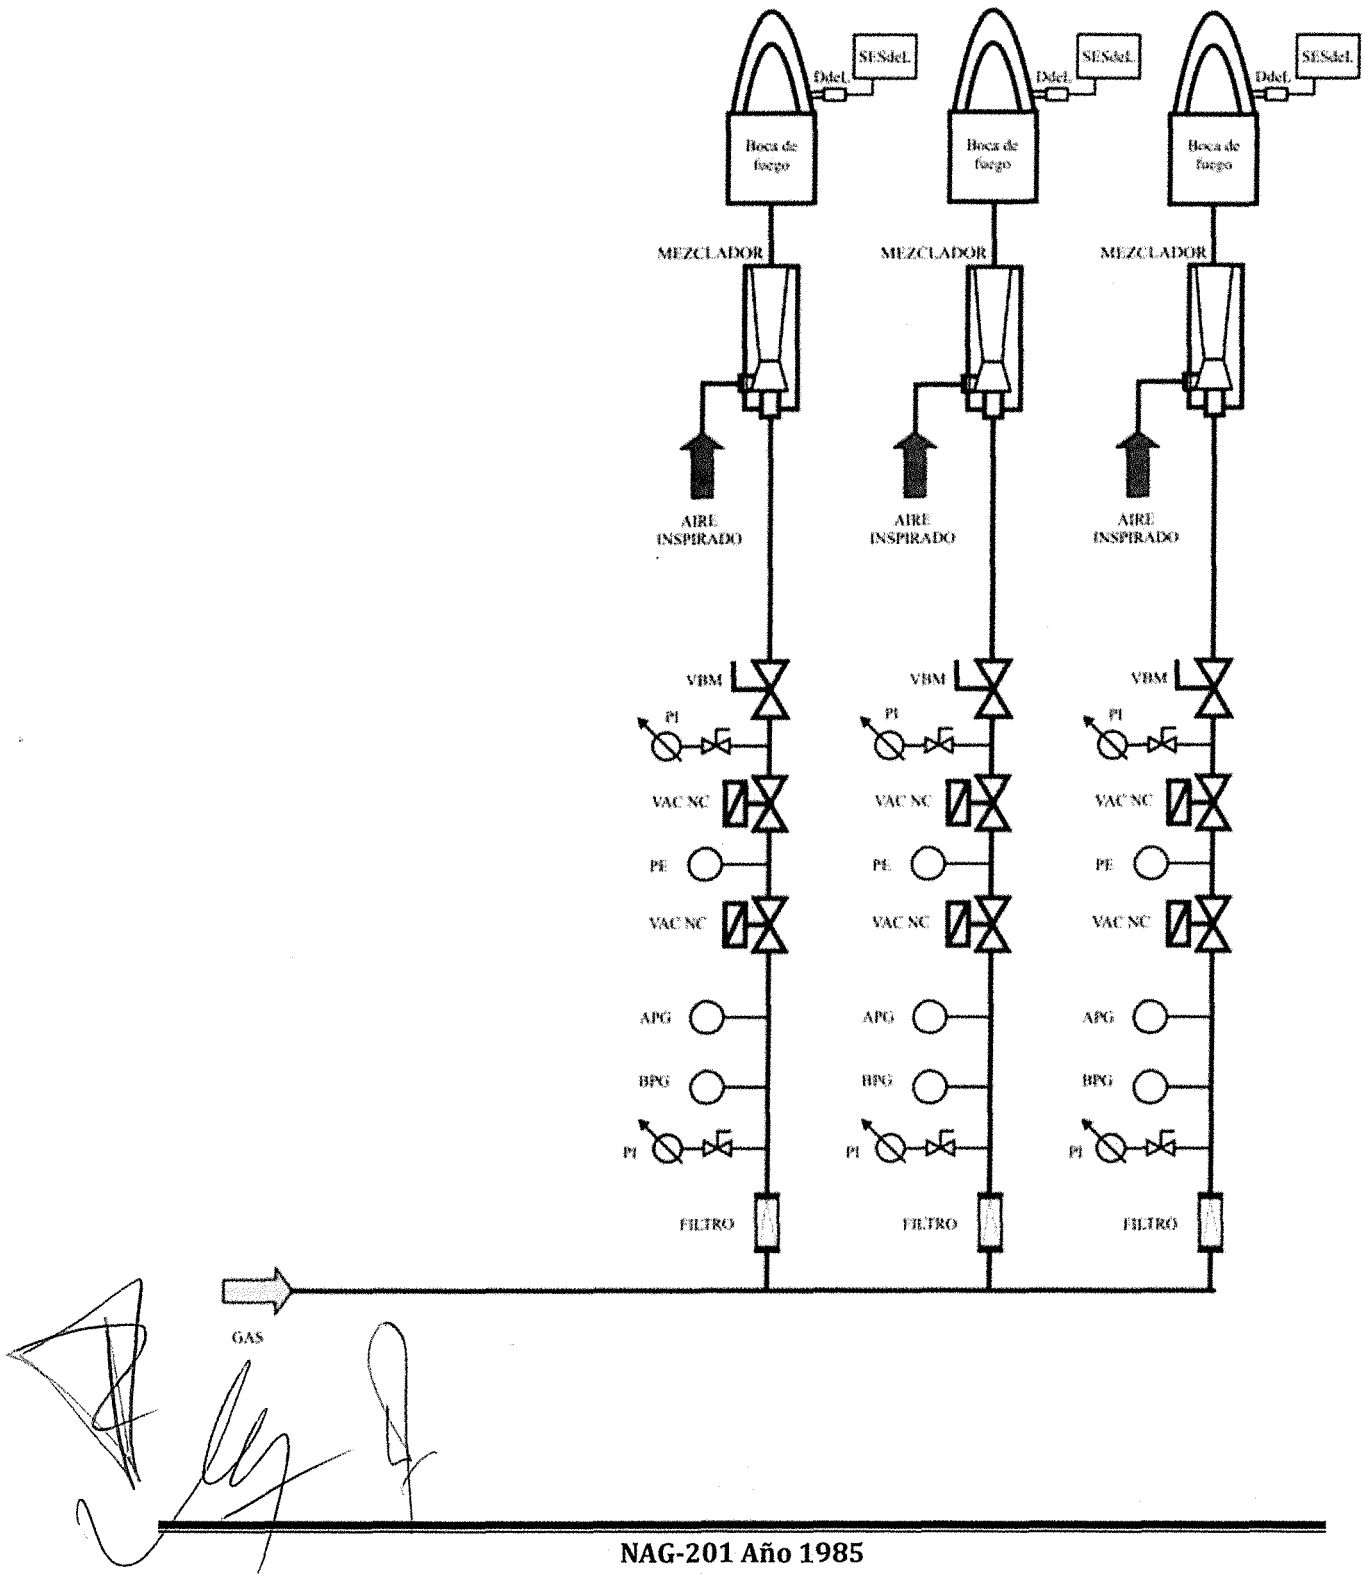 SESdeL SESdeL SESdeL
DdeL DdeL DdeL
Boca de Boca de Boca de
fuego fuego fuego
MEZCLADOR MEZCLADOR MEZCLADOR
AIRE AIRE AIRE
INSPIRADO INSPIRADO INSPIRADO
VBM VBM VBM
PI PI PI
VAC NC VAC NC VAC NC
PE PE PE
VAC NC VAC NC VAC NC
APG APG APG
BPG BPG BPG
PI PI PI
FILTRO FILTRO FILTRO
GAS
NAG-201 Año 1985